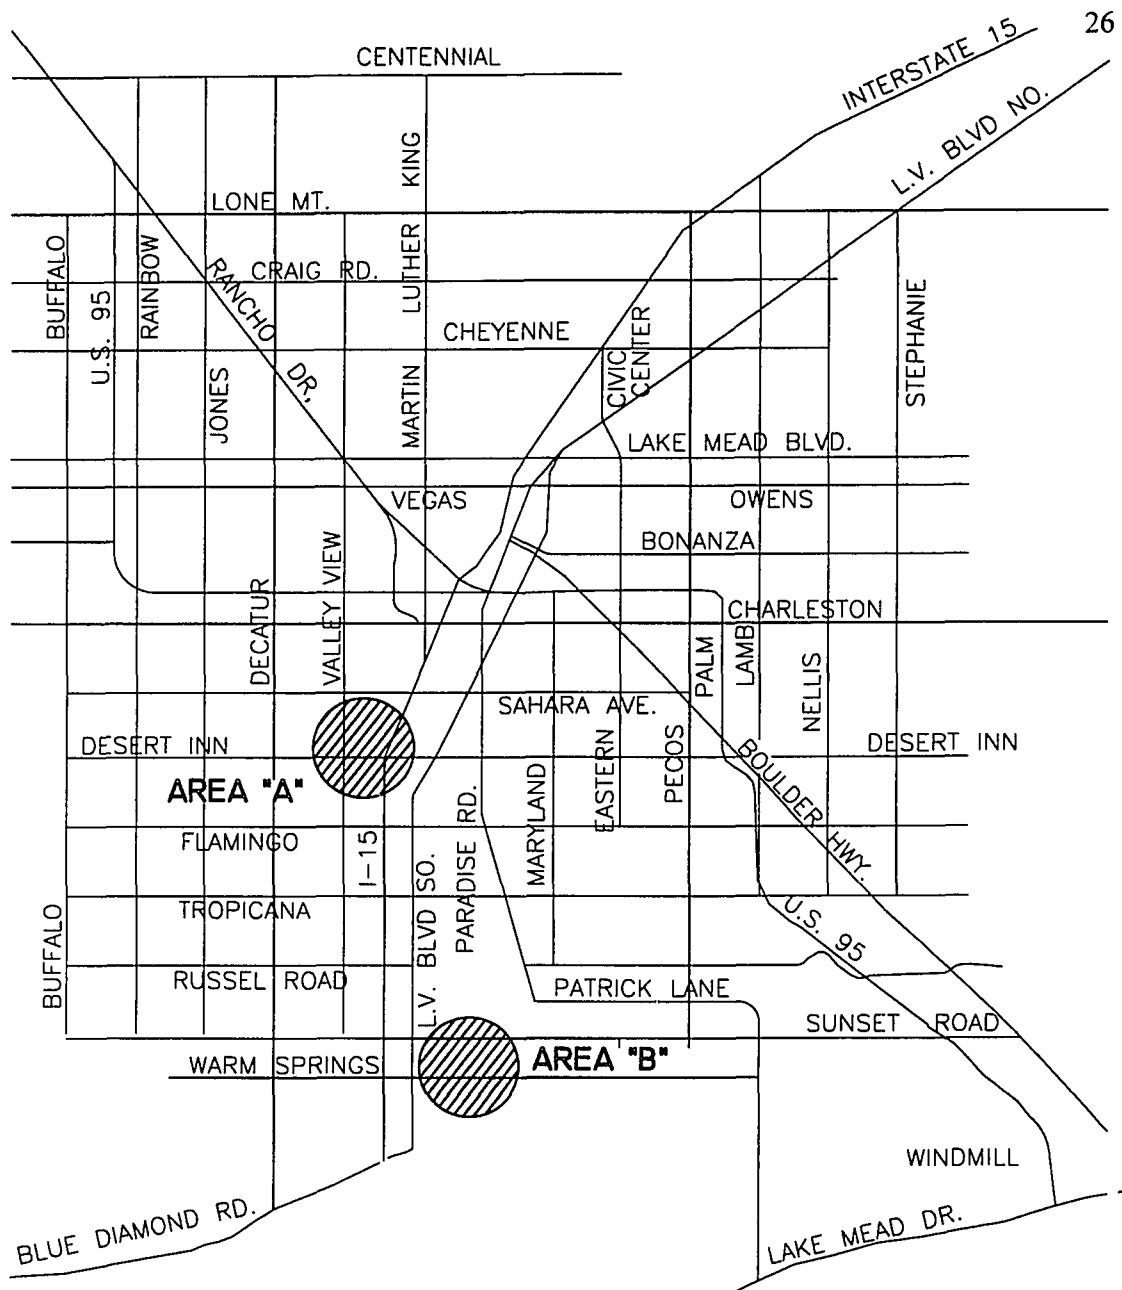 26
CENTENNIAL
INTERSTATE 15
L.V. BLVD NO.
MARTIN LUTHER KING
LONE MT.
BUFFALO
U.S. 95
RAINBOW
RANCHO DR,
CRAIG RD.
CHEYENNE
CIVIC
CENTER
STEPHANIE
JONES
LAKE MEAD BLVD.
VEGAS
OWENS
BONANZA
DECATUR
VALLEY VIEW
CHARLESTON
PALM
LAMB
NELLIS
SAHARA AVE.
DESERT INN
DESERT INN
AREA "A"
EASTERN
PECOS
BOULDER HWY.
MARYLAND
FLAMINGO
I-15
L.V. BLVD SO.
PARADISE RD.
TROPICANA
U.S. 95
BUFFALO
RUSSEL ROAD
PATRICK LANE
SUNSET ROAD
WARM SPRINGS
AREA "B"
WINDMILL
BLUE DIAMOND RD.
LAKE MEAD DR.